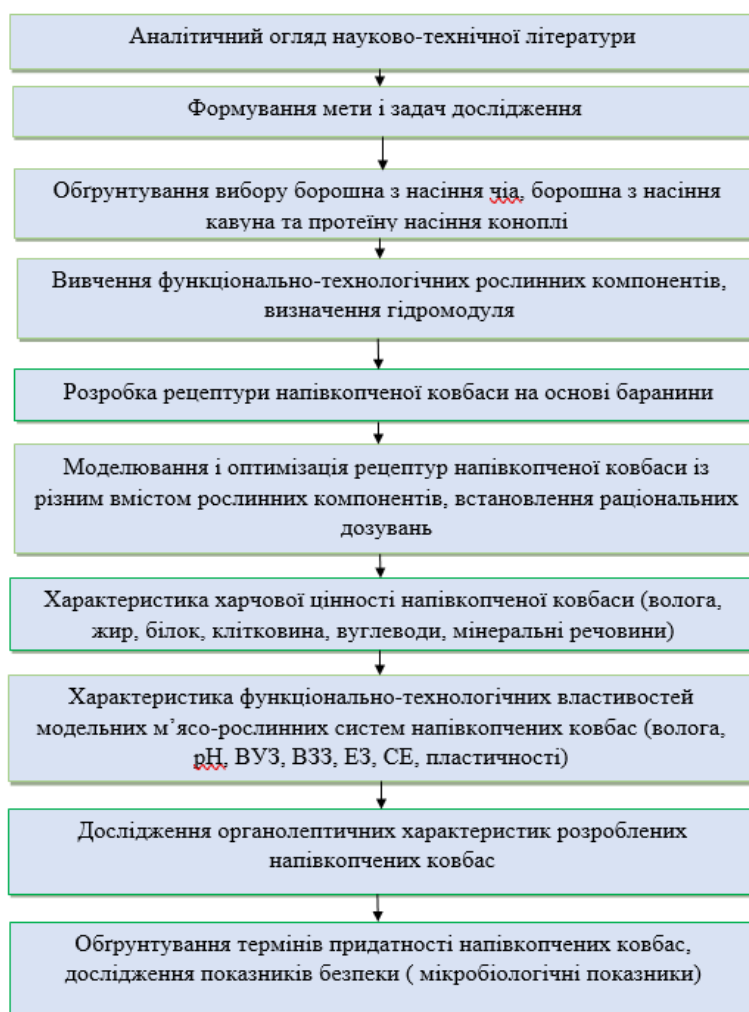 Аналітичний огляд науково-технічної літератури
Формування мети і задач дослідження
Обґрунтування вибору борошна з насіння чіа, борошна з насіння
кавуна та протеїну насіння коноплі
Вивчення функціонально-технологічних рослинних компонентів,
визначення гідромодуля
Розробка рецептури напівкопченої ковбаси на основі баранини
Моделювання і оптимізація рецептур напівкопченої ковбаси із
різним вмістом рослинних компонентів, встановлення раціональних
дозувань
Характеристика харчової цінності напівкопченої ковбаси (волога,
жир, білок, клітковина, вуглеводи, мінеральні речовини)
Характеристика функціонально-технологічних властивостей
модельних м’ясо-рослинних систем напівкопчених ковбас (волога,
рН, ВУЗ, ВЗЗ, ЕЗ, СЕ, пластичності)
Дослідження органолептичних характеристик розроблених
напівкопчених ковбас
Обґрунтування термінів придатності напівкопчених ковбас,
дослідження показників безпеки ( мікробіологічні показники)